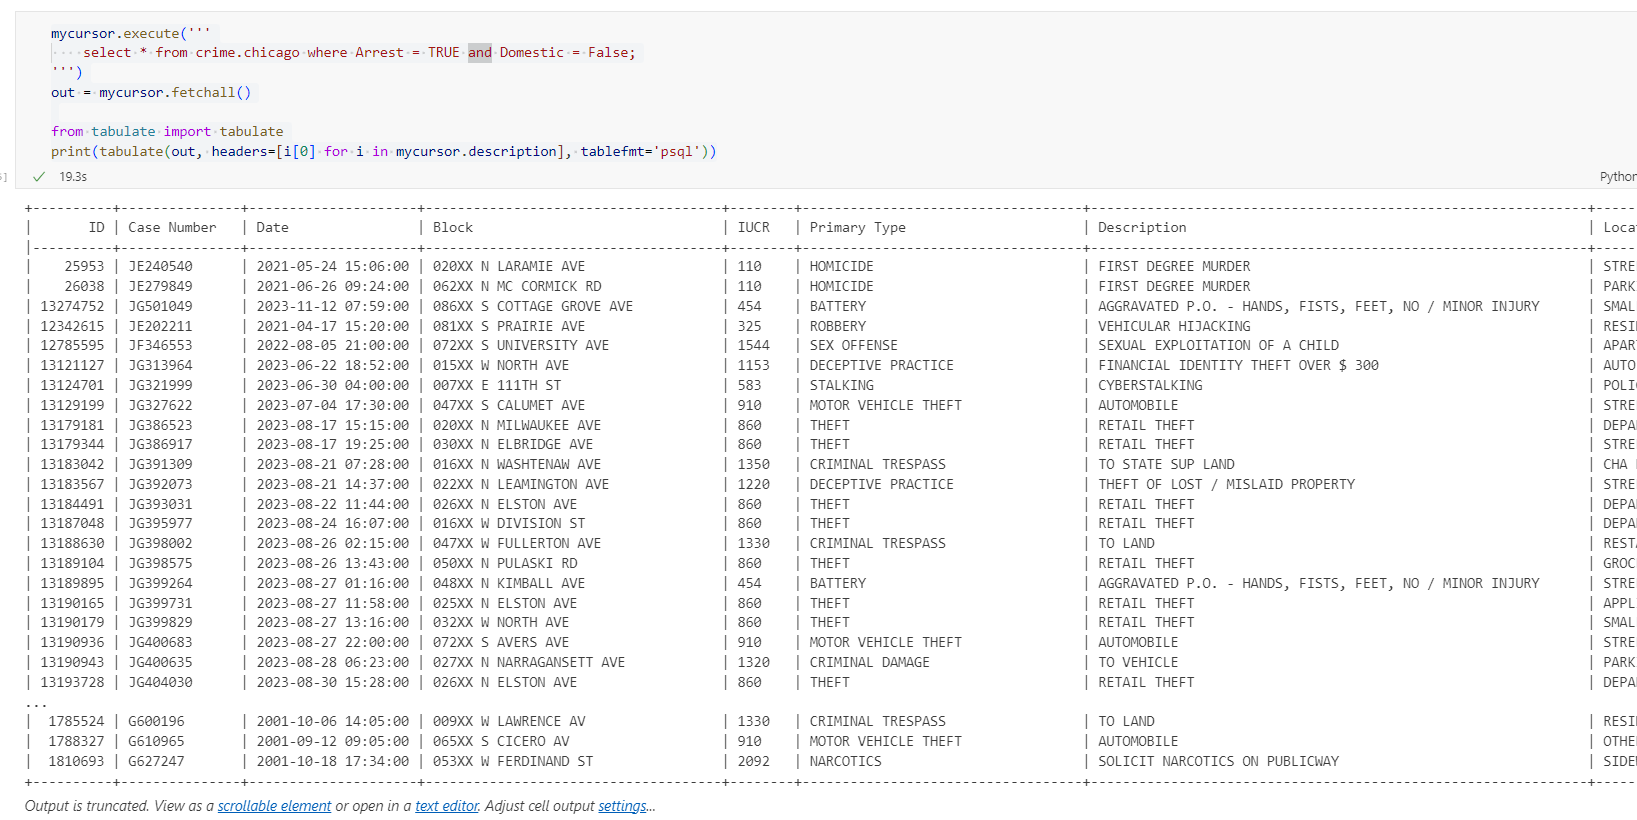 mycursor.execute('''
    select * from crime.chicago where Arrest = TRUE and Domestic = False;
''')
out = mycursor.fetchall()
from tabulate import tabulate
print(tabulate(out, headers=[i[0] for i in mycursor.description], tablefmt='psql'))
19.3s
Python
+----------+---------------+---------------------+-------------------------------------+--------+-----------------------------------+--------------------------------------------------------------+-----
|       ID | Case Number   | Date                | Block                               | IUCR   | Primary Type                      | Description                                                  | Loca
|----------+---------------+---------------------+-------------------------------------+--------+-----------------------------------+--------------------------------------------------------------+-----
|    25953 | JE240540      | 2021-05-24 15:06:00 | 020XX N LARAMIE AVE                 | 110    | HOMICIDE                          | FIRST DEGREE MURDER                                          | STRE
|    26038 | JE279849      | 2021-06-26 09:24:00 | 062XX N MC CORMICK RD               | 110    | HOMICIDE                          | FIRST DEGREE MURDER                                          | PARK
| 13274752 | JG501049      | 2023-11-12 07:59:00 | 086XX S COTTAGE GROVE AVE           | 454    | BATTERY                           | AGGRAVATED P.O. - HANDS, FISTS, FEET, NO / MINOR INJURY      | SMAL
| 12342615 | JE202211      | 2021-04-17 15:20:00 | 081XX S PRAIRIE AVE                 | 325    | ROBBERY                           | VEHICULAR HIJACKING                                          | RESI
| 12785595 | JF346553      | 2022-08-05 21:00:00 | 072XX S UNIVERSITY AVE              | 1544   | SEX OFFENSE                       | SEXUAL EXPLOITATION OF A CHILD                               | APAR
| 13121127 | JG313964      | 2023-06-22 18:52:00 | 015XX W NORTH AVE                   | 1153   | DECEPTIVE PRACTICE                | FINANCIAL IDENTITY THEFT OVER $ 300                          | AUTO
| 13124701 | JG321999      | 2023-06-30 04:00:00 | 007XX E 111TH ST                    | 583    | STALKING                          | CYBERSTALKING                                                | POLI
| 13129199 | JG327622      | 2023-07-04 17:30:00 | 047XX S CALUMET AVE                 | 910    | MOTOR VEHICLE THEFT               | AUTOMOBILE                                                   | STRE
| 13179181 | JG386523      | 2023-08-17 15:15:00 | 020XX N MILWAUKEE AVE               | 860    | THEFT                             | RETAIL THEFT                                                 | DEPA
| 13179344 | JG386917      | 2023-08-17 19:25:00 | 030XX N ELBRIDGE AVE                | 860    | THEFT                             | RETAIL THEFT                                                 | STRE
| 13183042 | JG391309      | 2023-08-21 07:28:00 | 016XX N WASHTENAW AVE               | 1350   | CRIMINAL TRESPASS                 | TO STATE SUP LAND                                            | CHA
| 13183567 | JG392073      | 2023-08-21 14:37:00 | 022XX N LEAMINGTON AVE              | 1220   | DECEPTIVE PRACTICE                | THEFT OF LOST / MISLAID PROPERTY                             | STRE
| 13184491 | JG393031      | 2023-08-22 11:44:00 | 026XX N ELSTON AVE                  | 860    | THEFT                             | RETAIL THEFT                                                 | DEPA
| 13187048 | JG395977      | 2023-08-24 16:07:00 | 016XX W DIVISION ST                 | 860    | THEFT                             | RETAIL THEFT                                                 | DEPA
| 13188630 | JG398002      | 2023-08-26 02:15:00 | 047XX W FULLERTON AVE               | 1330   | CRIMINAL TRESPASS                 | TO LAND                                                      | REST
| 13189104 | JG398575      | 2023-08-26 13:43:00 | 050XX N PULASKI RD                  | 860    | THEFT                             | RETAIL THEFT                                                 | GROC
| 13189895 | JG399264      | 2023-08-27 01:16:00 | 048XX N KIMBALL AVE                 | 454    | BATTERY                           | AGGRAVATED P.O. - HANDS, FISTS, FEET, NO / MINOR INJURY      | STRE
| 13190165 | JG399731      | 2023-08-27 11:58:00 | 025XX N ELSTON AVE                  | 860    | THEFT                             | RETAIL THEFT                                                 | APPL
| 13190179 | JG399829      | 2023-08-27 13:16:00 | 032XX W NORTH AVE                   | 860    | THEFT                             | RETAIL THEFT                                                 | SMAL
| 13190936 | JG400683      | 2023-08-27 22:00:00 | 072XX S AVERS AVE                   | 910    | MOTOR VEHICLE THEFT               | AUTOMOBILE                                                   | STRE
| 13190943 | JG400635      | 2023-08-28 06:23:00 | 027XX N NARRAGANSETT AVE            | 1320   | CRIMINAL DAMAGE                   | TO VEHICLE                                                   | PARK
| 13193728 | JG404030      | 2023-08-30 15:28:00 | 026XX N ELSTON AVE                  | 860    | THEFT                             | RETAIL THEFT                                                 | DEPA
...
|  1785524 | G600196       | 2001-10-06 14:05:00 | 009XX W LAWRENCE AV                 | 1330   | CRIMINAL TRESPASS                 | TO LAND                                                      | RESI
|  1788327 | G610965       | 2001-09-12 09:05:00 | 065XX S CICERO AV                   | 910    | MOTOR VEHICLE THEFT               | AUTOMOBILE                                                   | OTHE
|  1810693 | G627247       | 2001-10-18 17:34:00 | 053XX W FERDINAND ST                | 2092   | NARCOTICS                         | SOLICIT NARCOTICS ON PUBLICWAY                               | SIDE
+----------+---------------+---------------------+-------------------------------------+--------+-----------------------------------+--------------------------------------------------------------+-----
Output is truncated. View as a scrollable element or open in a text editor. Adjust cell output settings...